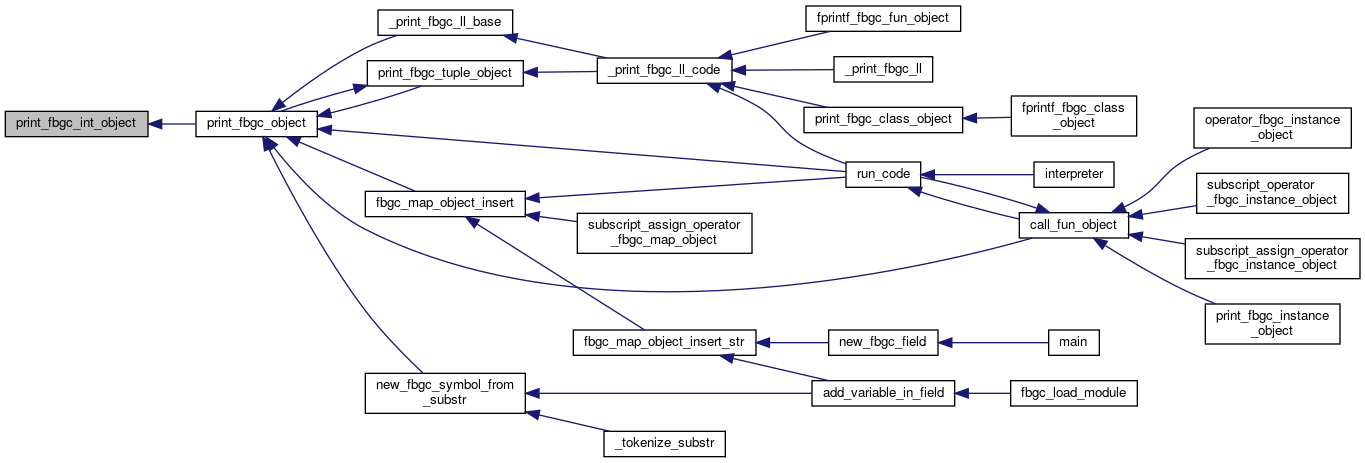 print_fbgc_int_object
print_fbgc_object
_print_fbgc_ll_base
print_fbgc_tuple_object
fbgc_map_object_insert
new_fbgc_symbol_from
_substr
_print_fbgc_ll_code
subscript_assign_operator
_fbgc_map_object
fbgc_map_object_insert_str
_tokenize_substr
fprintf_fbgc_fun_object
_print_fbgc_ll
print_fbgc_class_object
run_code
new_fbgc_field
add_variable_in_field
fprintf_fbgc_class
_object
interpreter
call_fun_object
main
fbgc_load_module
operator_fbgc_instance
_object
subscript_operator
_fbgc_instance_object
subscript_assign_operator
_fbgc_instance_object
print_fbgc_instance
_object